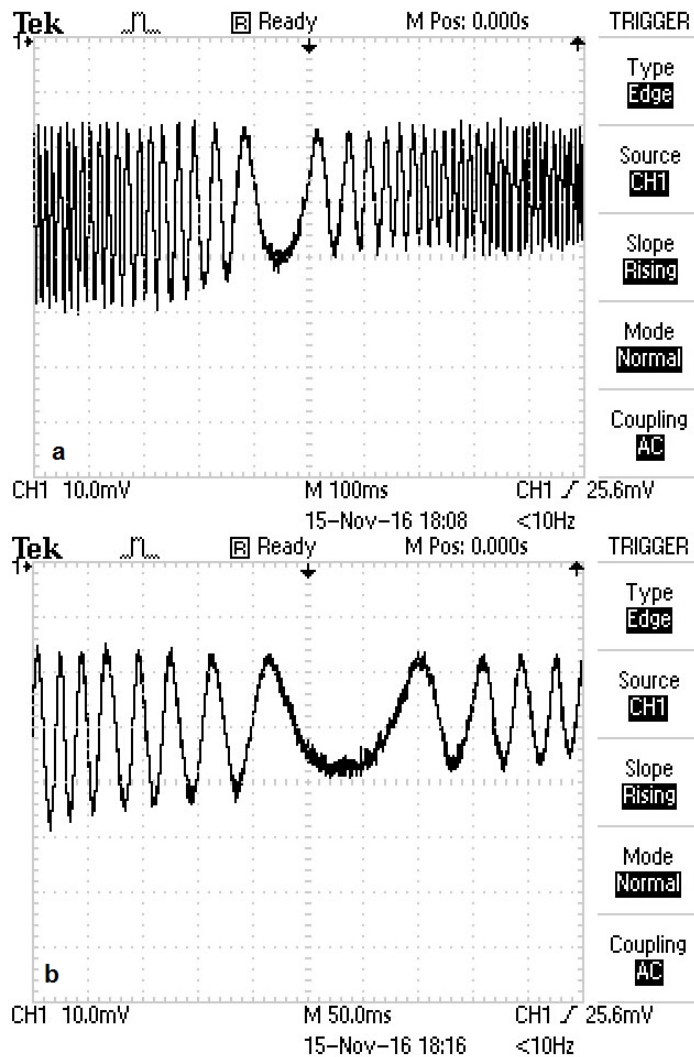 Tek R Ready M Pos: 0.000s TRIGGER
1
Type
Edge
Source
CH1
Slope
Rising
Mode
Normal
Coupling
AC
a
CH1 10.0mV M 100ms CH1 25.6mV
15-Nov-16 18:08 <10Hz
Tek R Ready M Pos: 0.000s TRIGGER
1
Type
Edge
Source
CH1
Slope
Rising
Mode
Normal
Coupling
AC
b
CH1 10.0mV M 50.0ms CH1 25.6mV
15-Nov-16 18:16 <10Hz